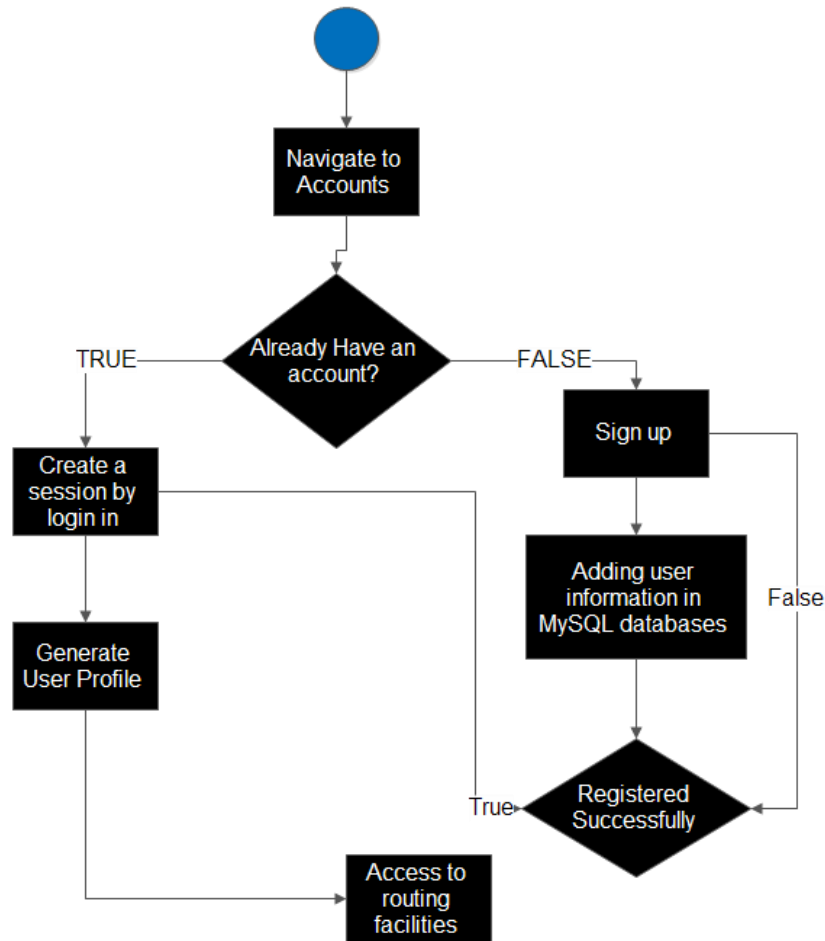 Navigate to
Accounts
Already Have an
account?
TRUE
FALSE
Sign up
Create a
session by
login in
Adding user
information in
MySQL databases
False
Generate
User Profile
Registered
Successfully
True
Access to
routing
facilities